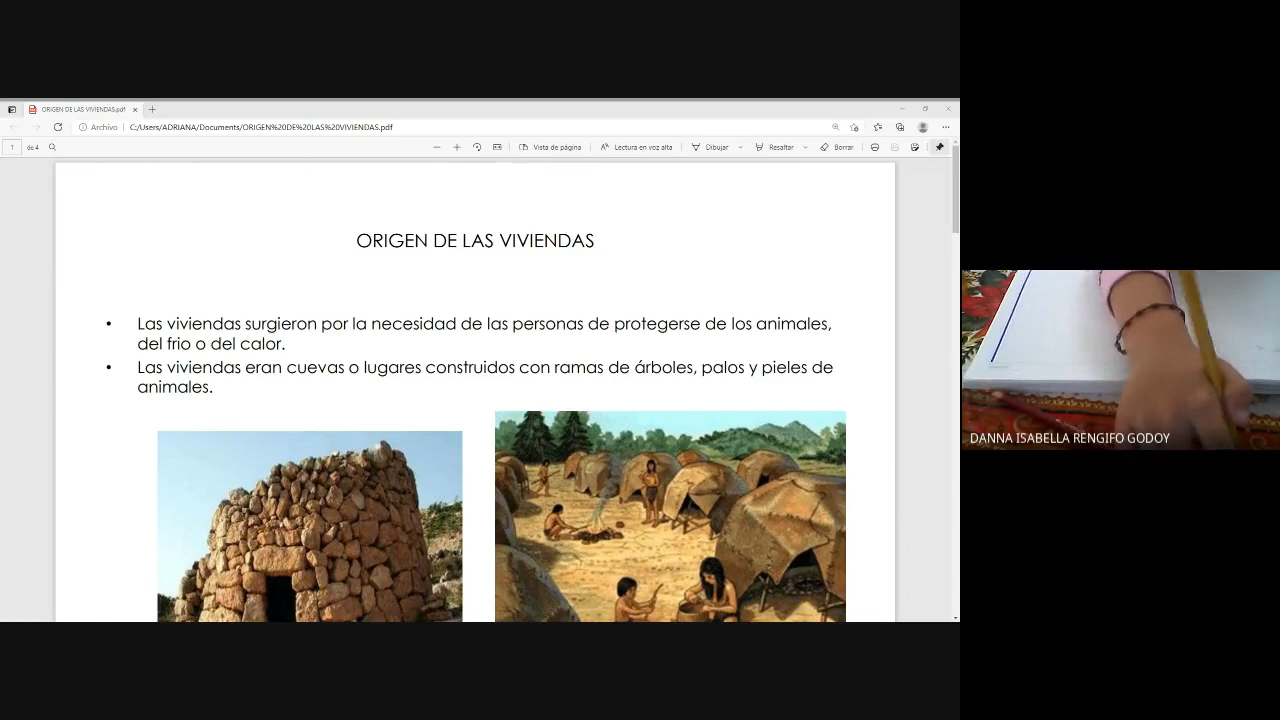 ORIGEN DE LAS VIVIENDAS.pdf
Archivo
C:/Users/ADRIANA/Documents/ORIGEN%20DE%20LAS%20VIVIENDAS.pdf
1 de 4
Vista de página
Lectura en voz alta
Dibujar
Resaltar
Borrar
ORIGEN DE LAS VIVIENDAS
• Las viviendas surgieron por la necesidad de las personas de protegerse de los animales,
del frio o del calor.
• Las viviendas eran cuevas o lugares construidos con ramas de árboles, palos y pieles de
animales.
DANNA ISABELLA RENGIFO GODOY